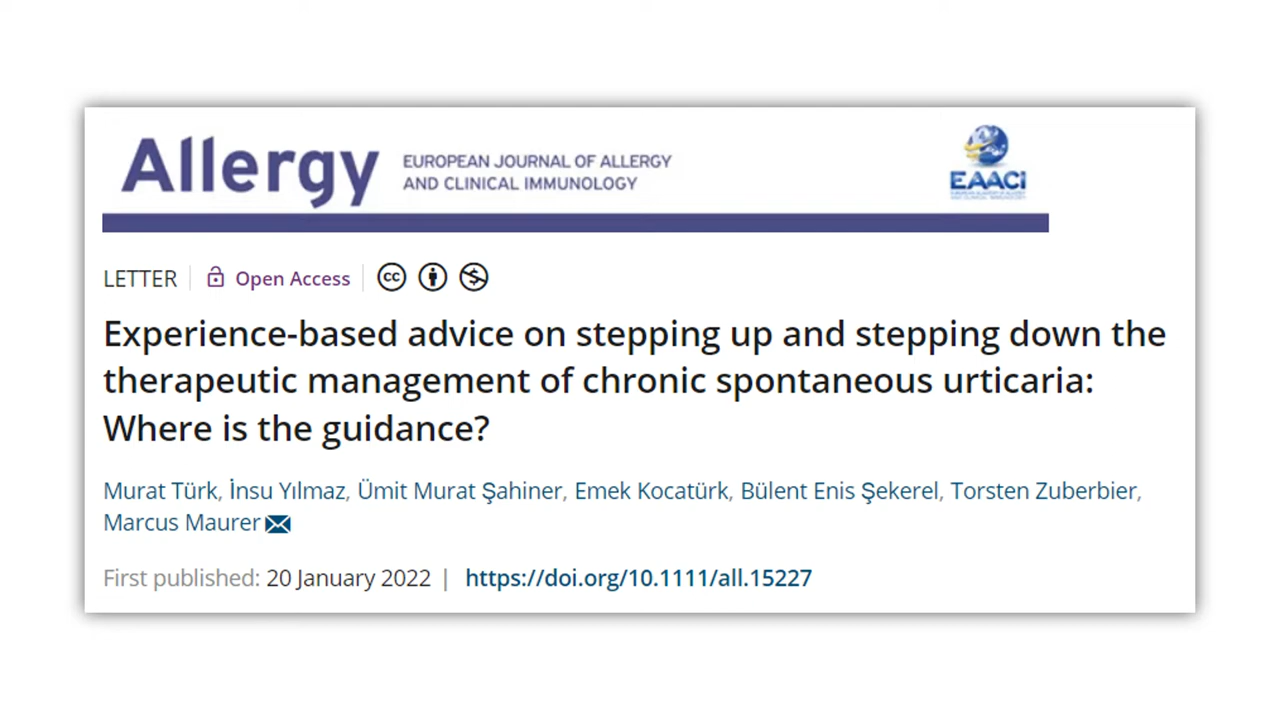 Allergy
EUROPEAN JOURNAL OF ALLERGY
AND CLINICAL IMMUNOLOGY
EAACI
LETTER
Open Access
cc
Experience-based advice on stepping up and stepping down the
therapeutic management of chronic spontaneous urticaria:
Where is the guidance?
Murat Türk, İnsu Yılmaz, Ümit Murat Şahiner, Emek Kocatürk, Bülent Enis Şekerel, Torsten Zuberbier,
Marcus Maurer
First published: 20 January 2022 | https://doi.org/10.1111/all.15227